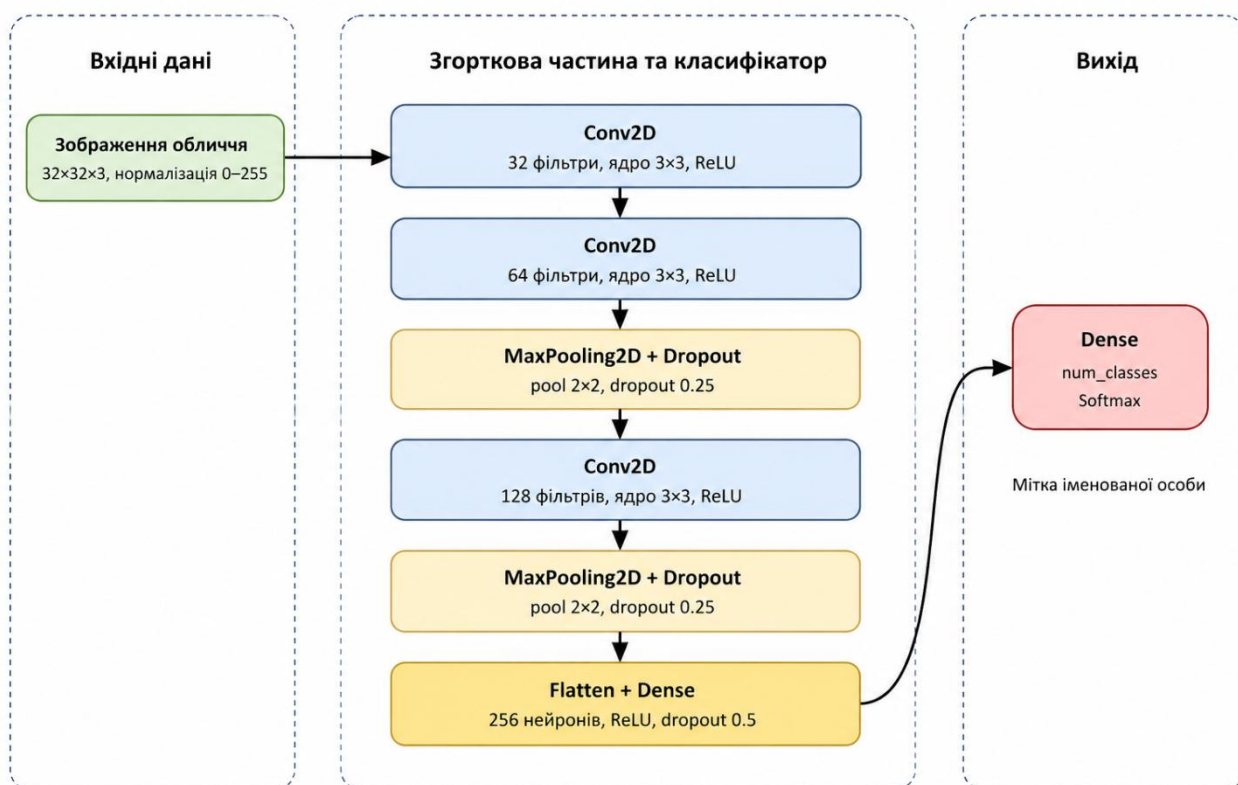 Вхідні дані
Зображення обличчя
32×32×3, нормалізація 0–255
Згорткова частина та класифікатор
Conv2D
32 фільтри, ядро 3×3, ReLU
Conv2D
64 фільтри, ядро 3×3, ReLU
MaxPooling2D + Dropout
pool 2×2, dropout 0.25
Conv2D
128 фільтрів, ядро 3×3, ReLU
MaxPooling2D + Dropout
pool 2×2, dropout 0.25
Flatten + Dense
256 нейронів, ReLU, dropout 0.5
Вихід
Dense
num_classes
Softmax
Мітка іменованої особи